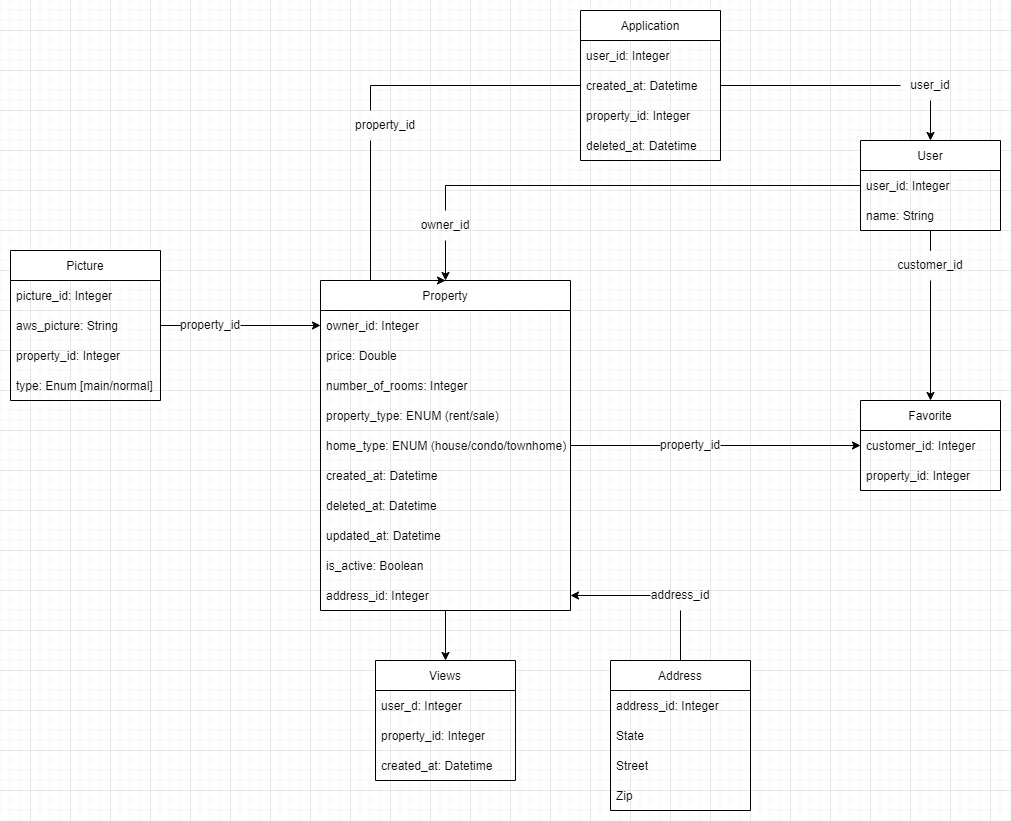 Application
user_id: Integer
created_at: Datetime
property_id: Integer
deleted_at: Datetime
user_id
property_id
User
user_id: Integer
name: String
owner_id
customer_id
Picture
picture_id: Integer
aws_picture: String
property_id: Integer
type: Enum [main/normal]
property_id
Property
owner_id: Integer
price: Double
number_of_rooms: Integer
property_type: ENUM (rent/sale)
home_type: ENUM (house/condo/townhome)
created_at: Datetime
deleted_at: Datetime
updated_at: Datetime
is_active: Boolean
address_id: Integer
property_id
Favorite
customer_id: Integer
property_id: Integer
address_id
Views
user_d: Integer
property_id: Integer
created_at: Datetime
Address
address_id: Integer
State
Street
Zip